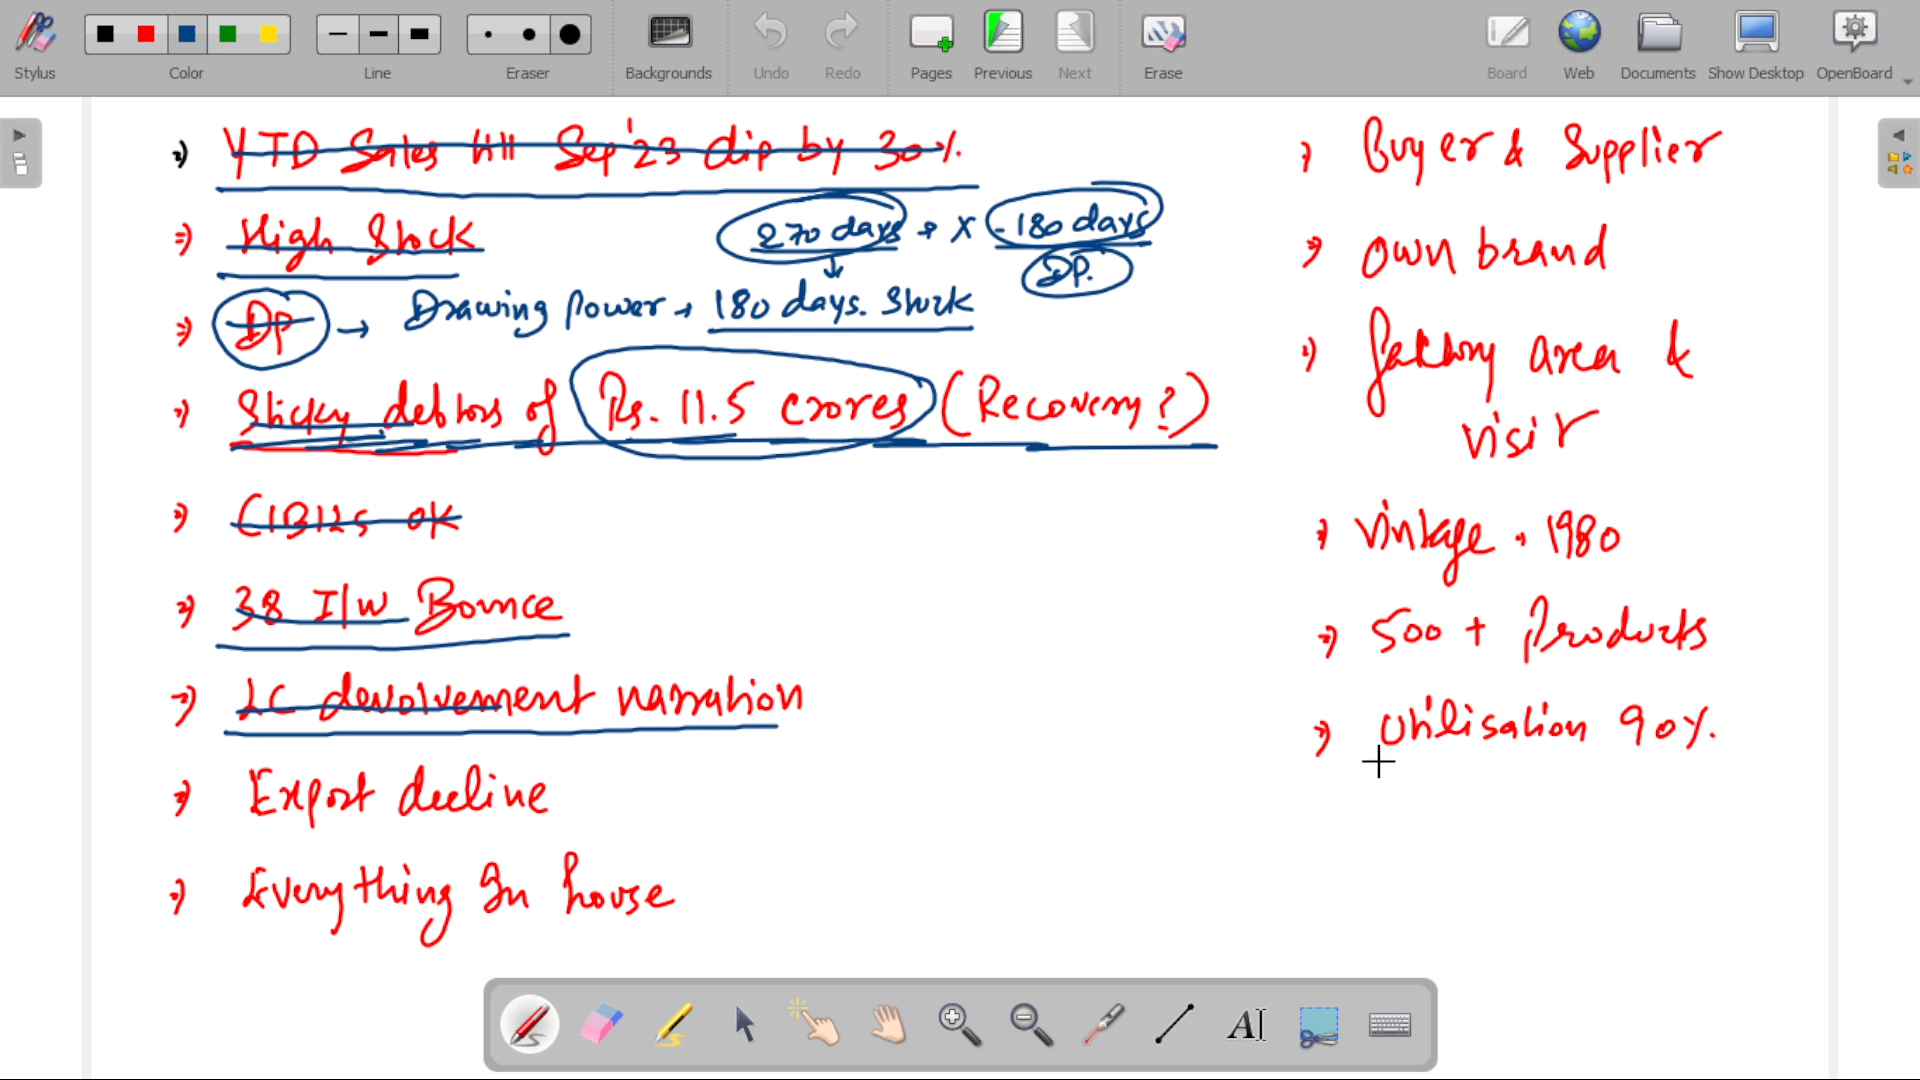 Stylus
Color
Line
Eraser
Backgrounds
Undo
Redo
Pages
Previous
Next
Erase
Board
Web
Documents
Show Desktop
OpenBoard
YTD Sales till Sep'23 dip by 30%
High Stock
270 days → x -180 days
DP.
DP → Drawing Power → 180 days. Stock
Sticky debtors of Rs. 11.5 crores (Recovery?)
CIBILs OK
38 I/W Bounce
LC devolvement narration
Export decline
Everything In house
Buyer & Supplier
Own brand
factory area &
visit
Vintage → 1980
500 + Products
Utilisation 90%.
AI